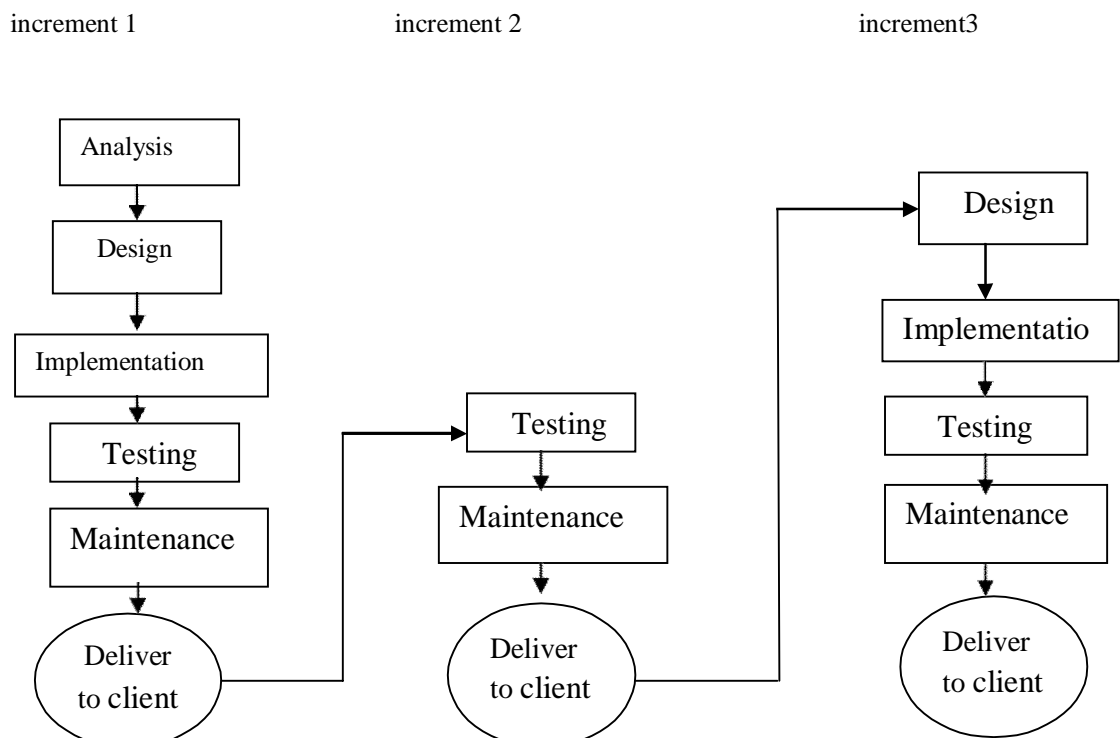 increment 1
increment 2
increment3
Analysis
Design
Implementation
Testing
Maintenance
Deliver
to client
Testing
Maintenance
Deliver
to client
Design
Implementatio
Testing
Maintenance
Deliver
to client